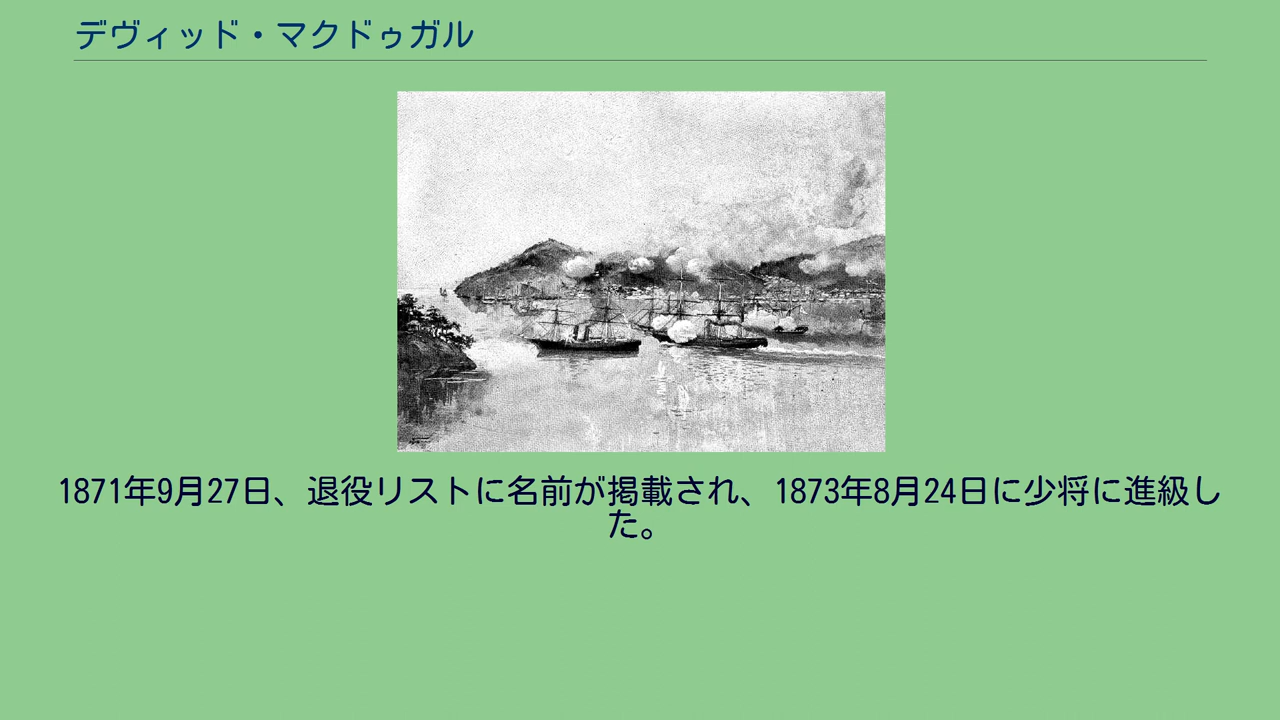 デヴィッド・マクドゥガル
1871年9月27日、退役リストに名前が掲載され、1873年8月24日に少将に進級し
た。